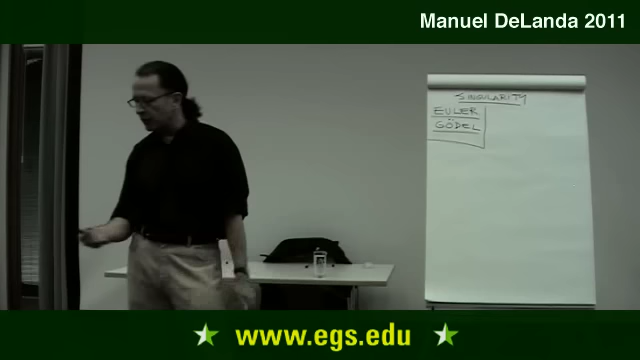 Manuel DeLanda 2011
SINGULARITY
EULER
GÖDEL
www.egs.edu